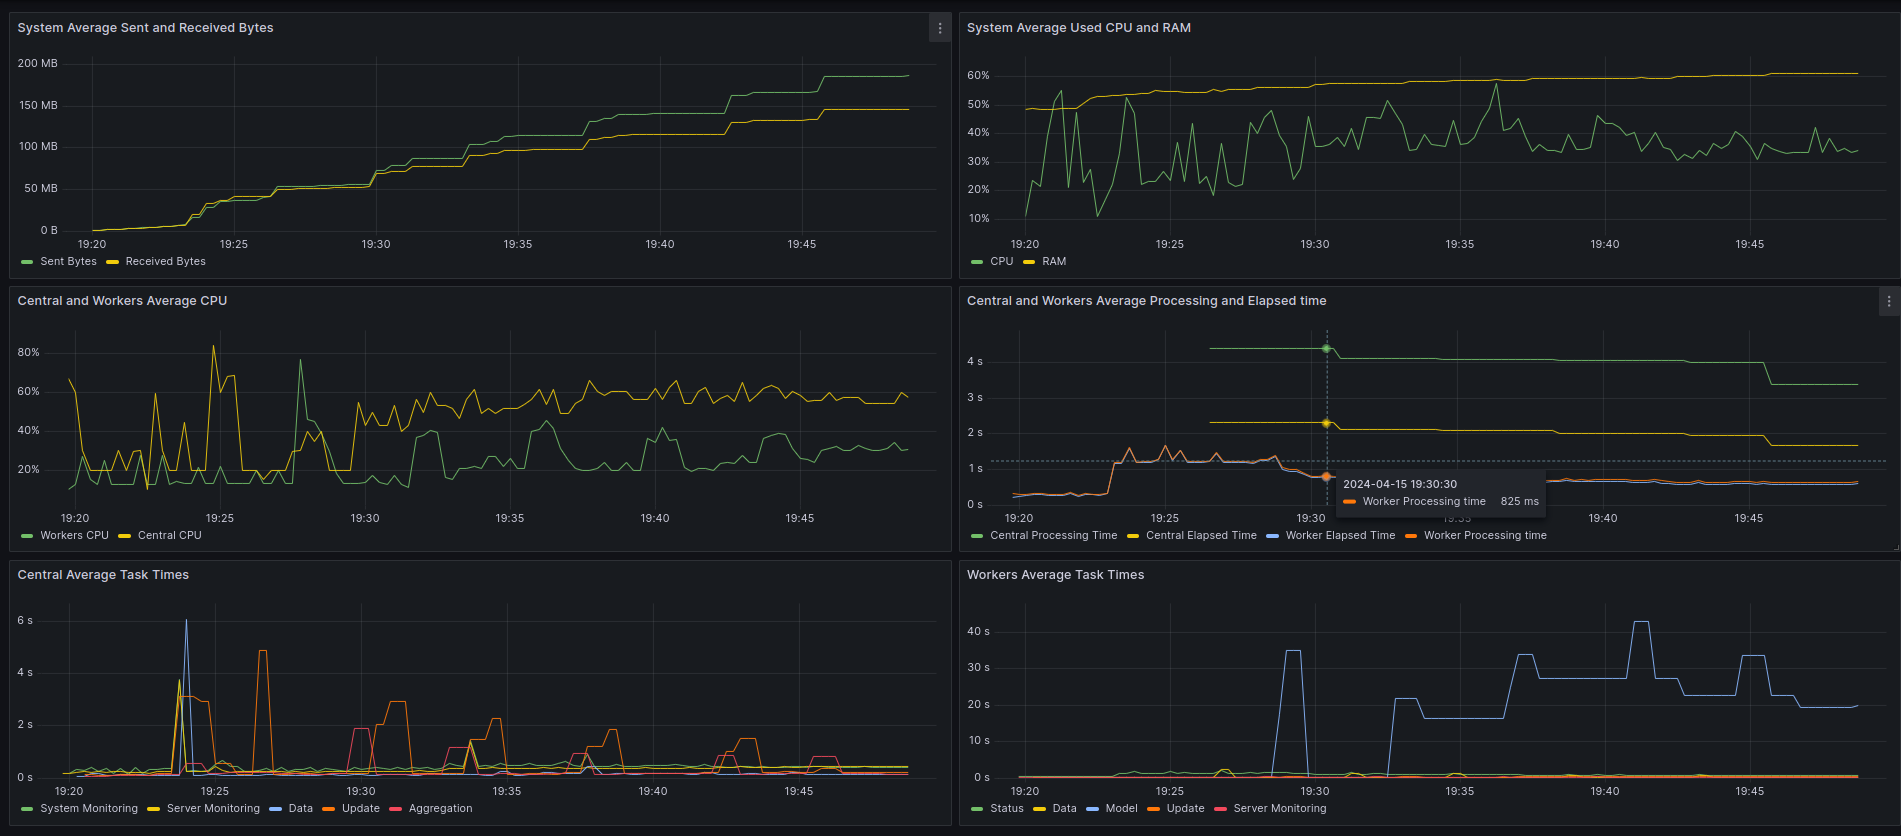 System Average Sent and Received Bytes
200 MB
150 MB
100 MB
50 MB
0 B
19:20 19:25 19:30 19:35 19:40 19:45
Sent Bytes Received Bytes
System Average Used CPU and RAM
60%
50%
40%
30%
20%
10%
19:20 19:25 19:30 19:35 19:40 19:45
CPU RAM
Central and Workers Average CPU
80%
60%
40%
20%
19:20 19:25 19:30 19:35 19:40 19:45
Workers CPU Central CPU
Central and Workers Average Processing and Elapsed time
4 s
3 s
2 s
1 s
0 s
2024-04-15 19:30:30
Worker Processing time 825 ms
19:20 19:25 19:30 19:35 19:40 19:45
Central Processing Time Central Elapsed Time Worker Elapsed Time Worker Processing time
Central Average Task Times
6 s
4 s
2 s
0 s
19:20 19:25 19:30 19:35 19:40 19:45
System Monitoring Server Monitoring Data Update Aggregation
Workers Average Task Times
40 s
30 s
20 s
10 s
0 s
19:20 19:25 19:30 19:35 19:40 19:45
Status Data Model Update Server Monitoring